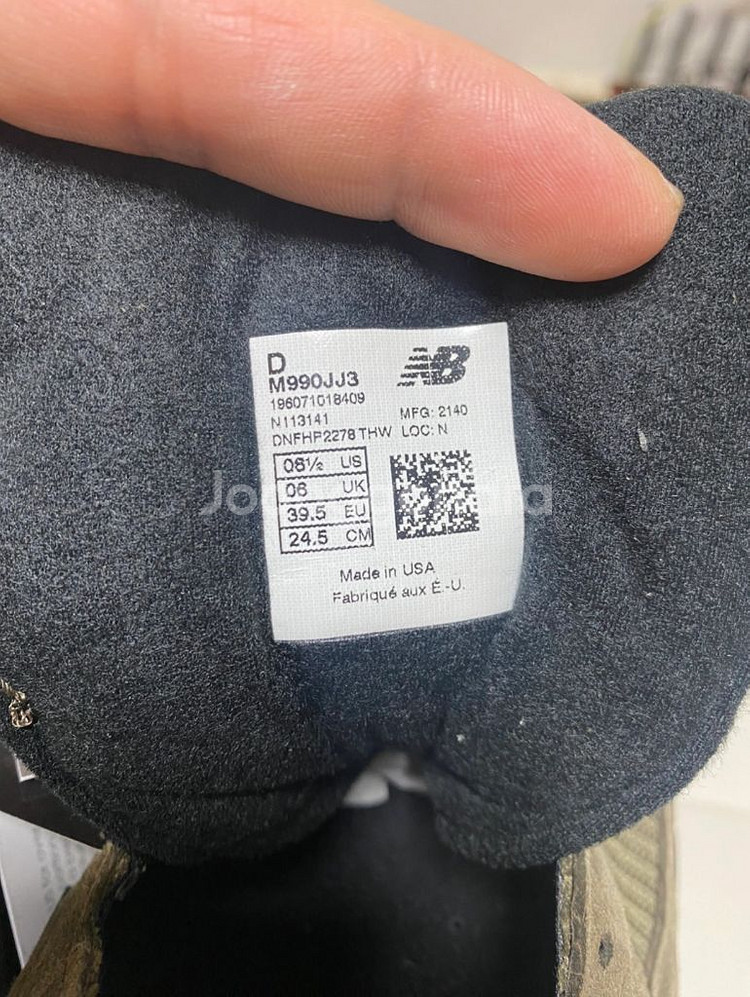 D
M990JJ3
196071018409
N113141
MFG: 2140
DNFHP2278 THW LOC: N
06½ US
06 UK
39.5 EU
24.5 CM
Made in USA
Fabriqué aux É.-U.